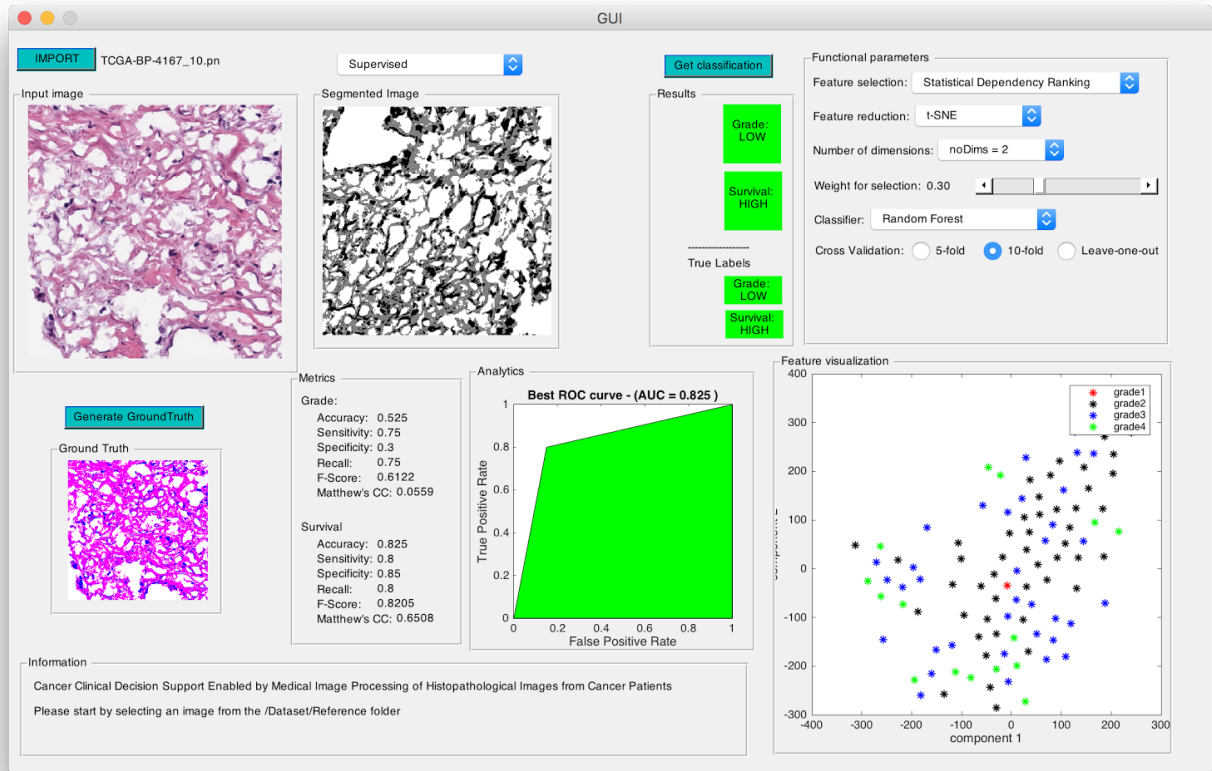 GUI
IMPORT
TCGA-BP-4167_10.pn
Supervised
Get classification
Input image
Segmented Image
Results
Grade:
LOW
Survival:
HIGH
------------------
True Labels
Grade:
LOW
Survival:
HIGH
Functional parameters
Feature selection: Statistical Dependency Ranking
Feature reduction: t-SNE
Number of dimensions: noDims = 2
Weight for selection: 0.30
Classifier: Random Forest
Cross Validation: 5-fold 10-fold Leave-one-out
Generate GroundTruth
Ground Truth
Metrics
Grade:
Accuracy: 0.525
Sensitivity: 0.75
Specificity: 0.3
Recall: 0.75
F-Score: 0.6122
Matthew's CC: 0.0559
Survival
Accuracy: 0.825
Sensitivity: 0.8
Specificity: 0.85
Recall: 0.8
F-Score: 0.8205
Matthew's CC: 0.6508
Analytics
Best ROC curve - (AUC = 0.825 )
True Positive Rate
1
0.8
0.6
0.4
0.2
0
0 0.2 0.4 0.6 0.8 1
False Positive Rate
Feature visualization
grade1
grade2
grade3
grade4
400
300
200
100
0
-100
-200
-300
-400 -300 -200 -100 0 100 200 300
component 1
Information
Cancer Clinical Decision Support Enabled by Medical Image Processing of Histopathological Images from Cancer Patients
Please start by selecting an image from the /Dataset/Reference folder